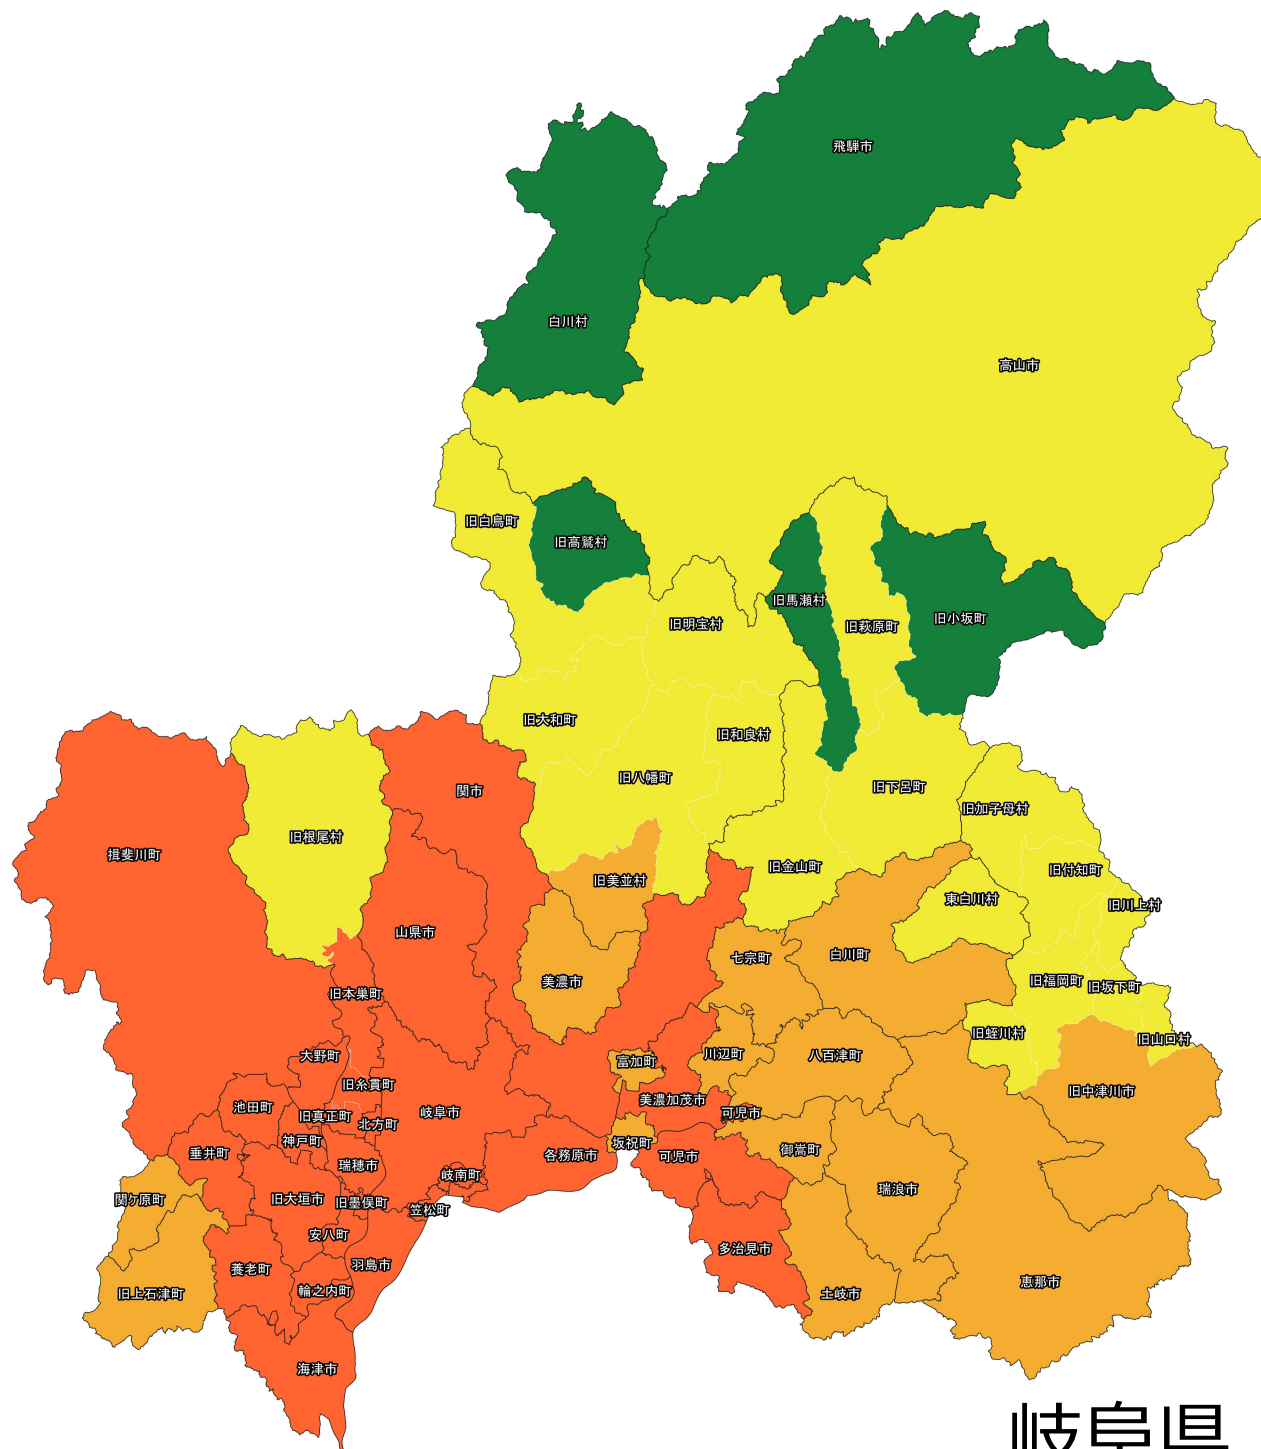 飛騨市
白川村
高山市
旧白鳥町
旧高鷲村
旧馬瀬村
旧小坂町
旧明宝村
旧萩原町
旧大和町
旧和良村
旧八幡町
旧下呂町
関市
旧加子母村
旧根尾村
揖斐川町
旧金山町
旧付知町
旧美並村
東白川村
旧川上村
山県市
白川町
七宗町
美濃市
旧福岡町
旧坂下町
旧本巣町
旧蛭川村
旧山口村
大野町
川辺町
八百津町
富加町
旧糸貫町
旧中津川市
美濃加茂市
池田町
旧真正町
岐阜市
可児市
北方町
神戸町
坂祝町
垂井町
各務原市
可児市
御嵩町
瑞穂市
岐南町
瑞浪市
関ケ原町
旧大垣市
旧墨俣町
笠松町
安八町
多治見市
養老町
羽島市
恵那市
旧上石津町
輪之内町
土岐市
海津市
岐阜県